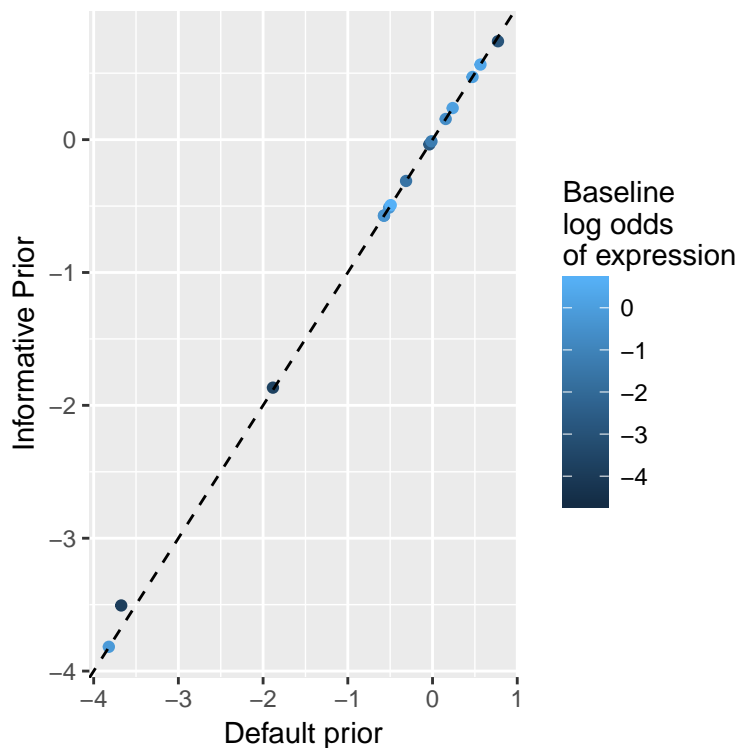 0
−1
−2
−3
−4
Informative Prior
−4 −3 −2 −1 0 1
Default prior
Baseline
log odds
of expression
0
−1
−2
−3
−4